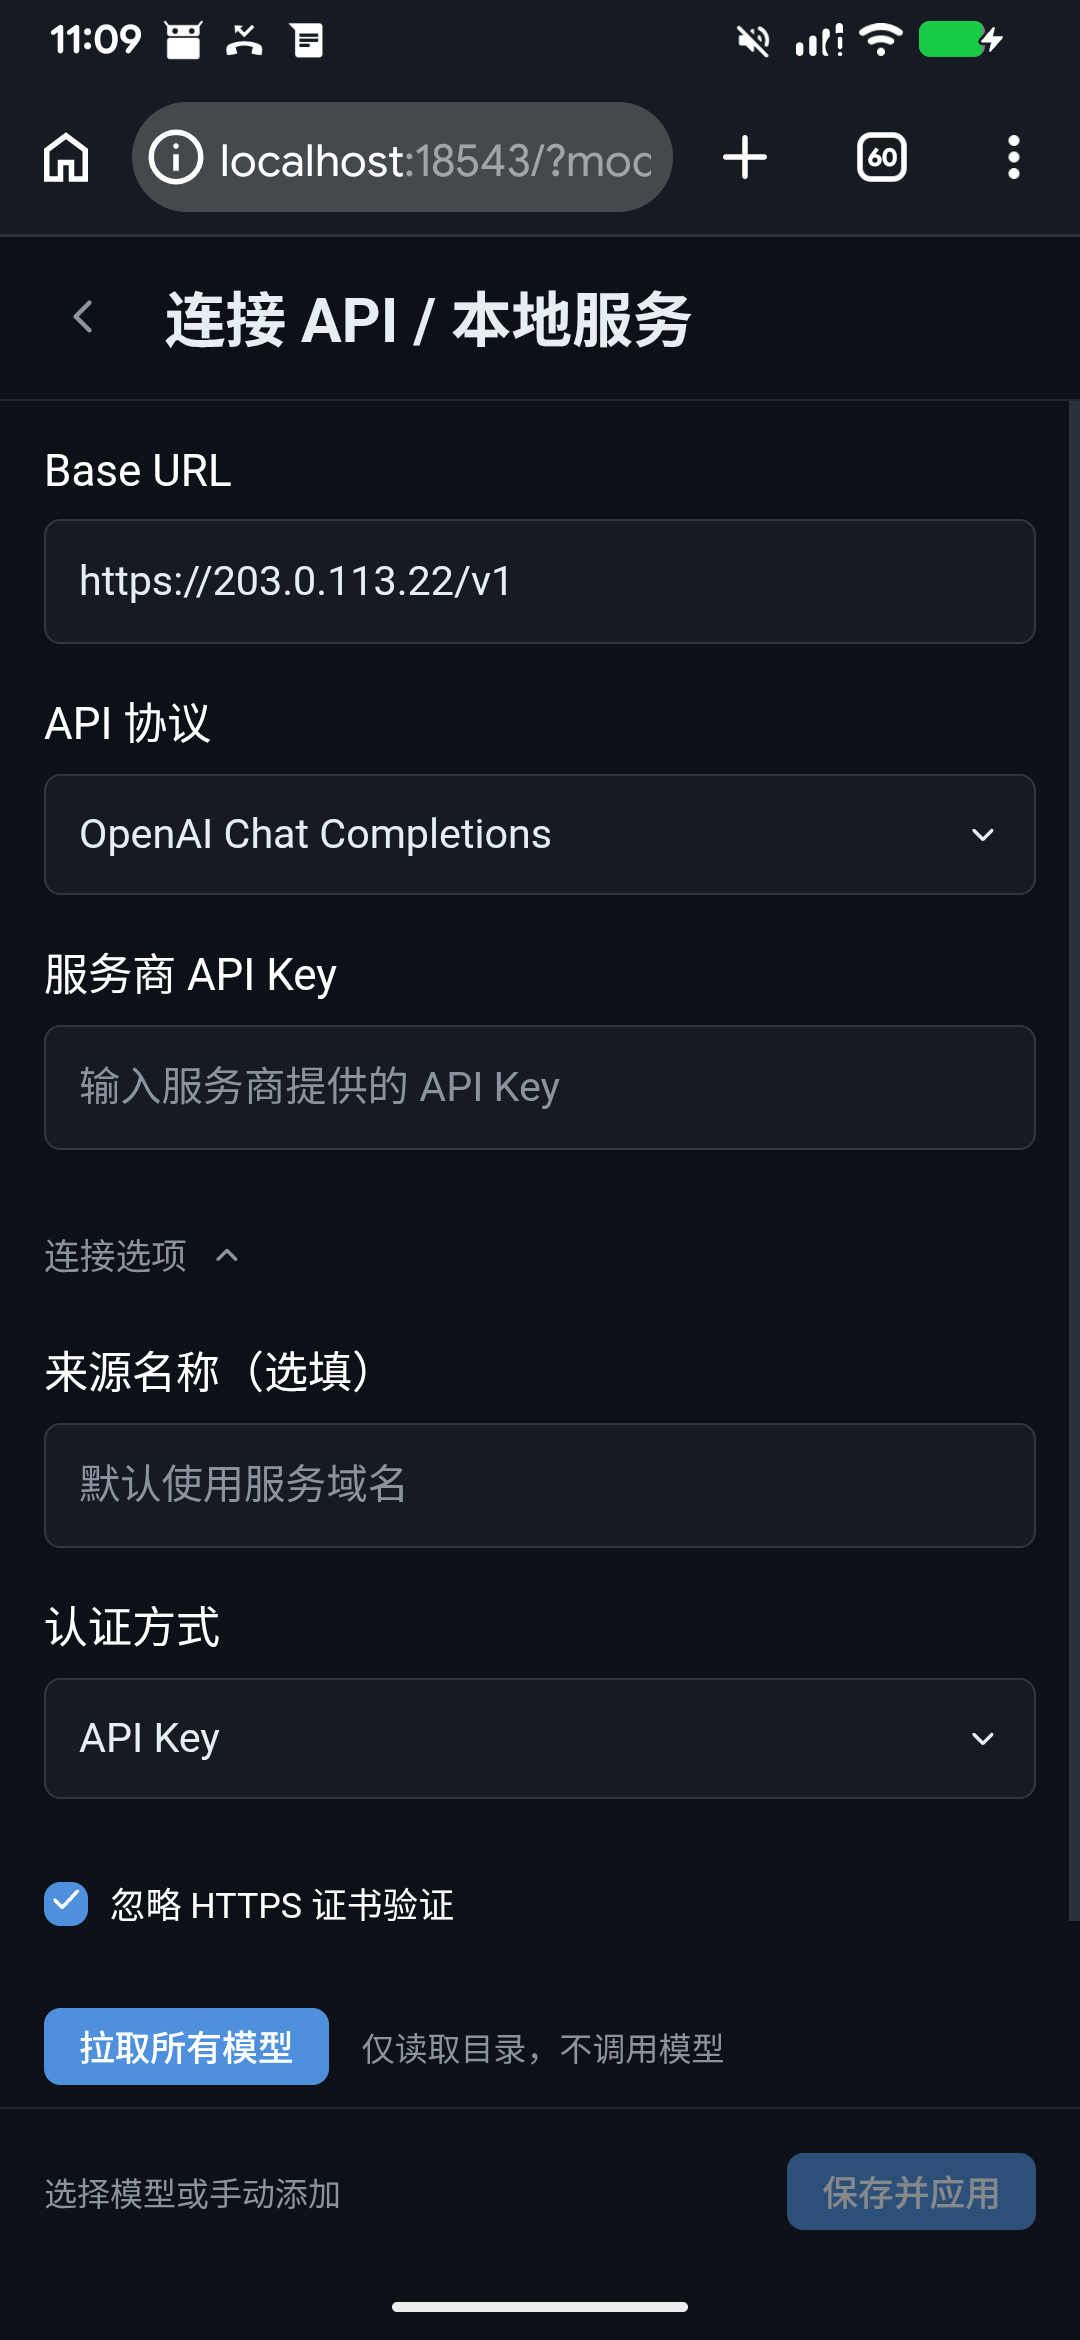 11:09
localhost:18543/?moc
60
连接 API / 本地服务
Base URL
https://203.0.113.22/v1
API 协议
OpenAI Chat Completions
服务商 API Key
输入服务商提供的 API Key
连接选项
来源名称（选填）
默认使用服务域名
认证方式
API Key
忽略 HTTPS 证书验证
拉取所有模型 仅读取目录，不调用模型
选择模型或手动添加 保存并应用